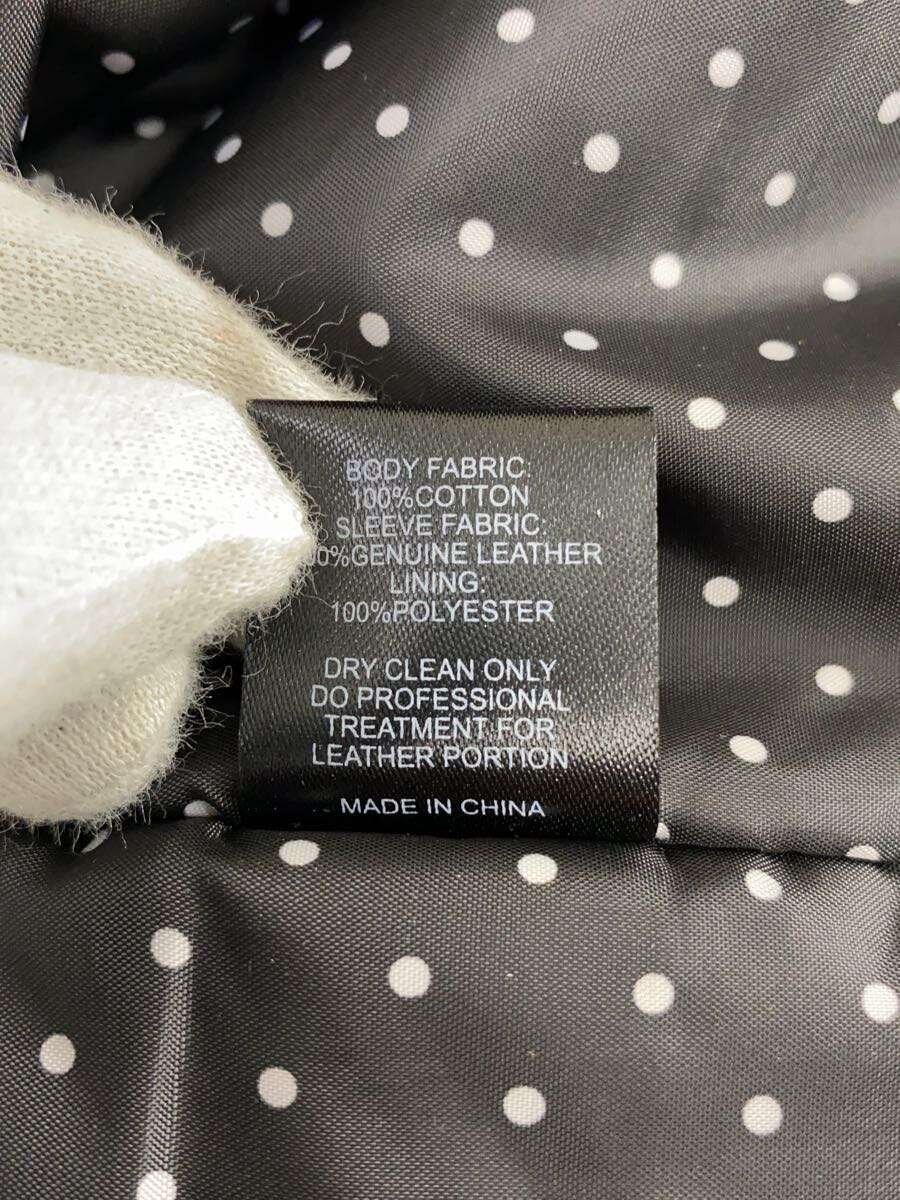 BODY FABRIC:
100%COTTON
SLEEVE FABRIC:
0%GENUINE LEATHER
LINING:
100%POLYESTER
DRY CLEAN ONLY
DO PROFESSIONAL
TREATMENT FOR
LEATHER PORTION
MADE IN CHINA